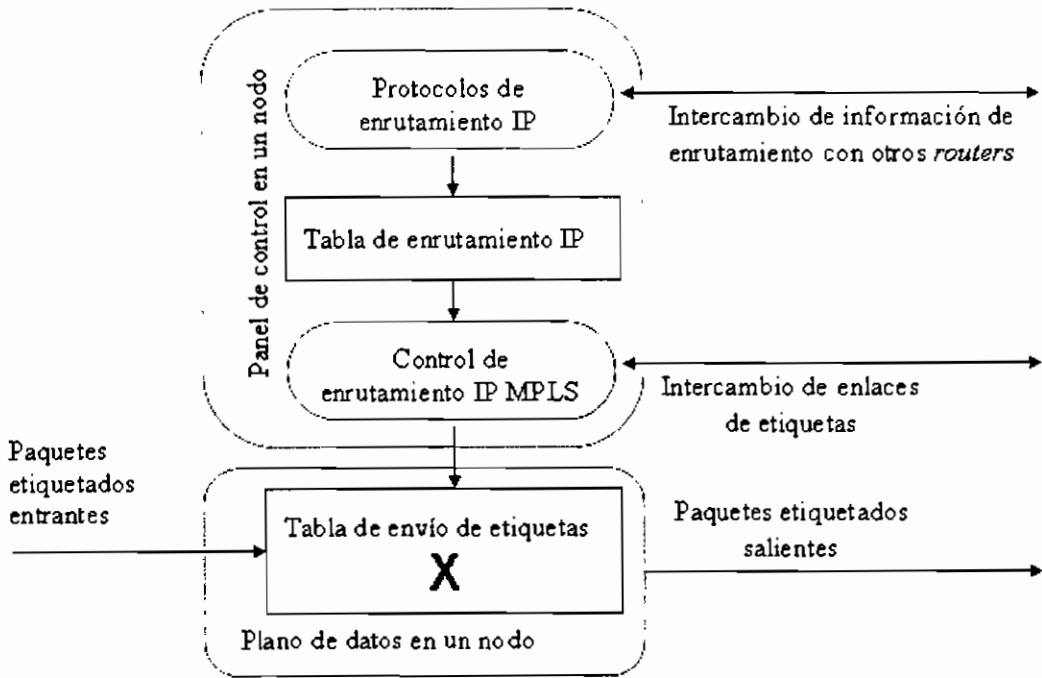 Panel de control en un nodo
Protocolos de
enrutamiento IP
Intercambio de información de
enrutamiento con otros routers
Tabla de enrutamiento IP
Control de
enrutamiento IP MPLS
Intercambio de enlaces
de etiquetas
Paquetes
etiquetados
entrantes
Tabla de envío de etiquetas
X
Paquetes etiquetados
salientes
Plano de datos en un nodo